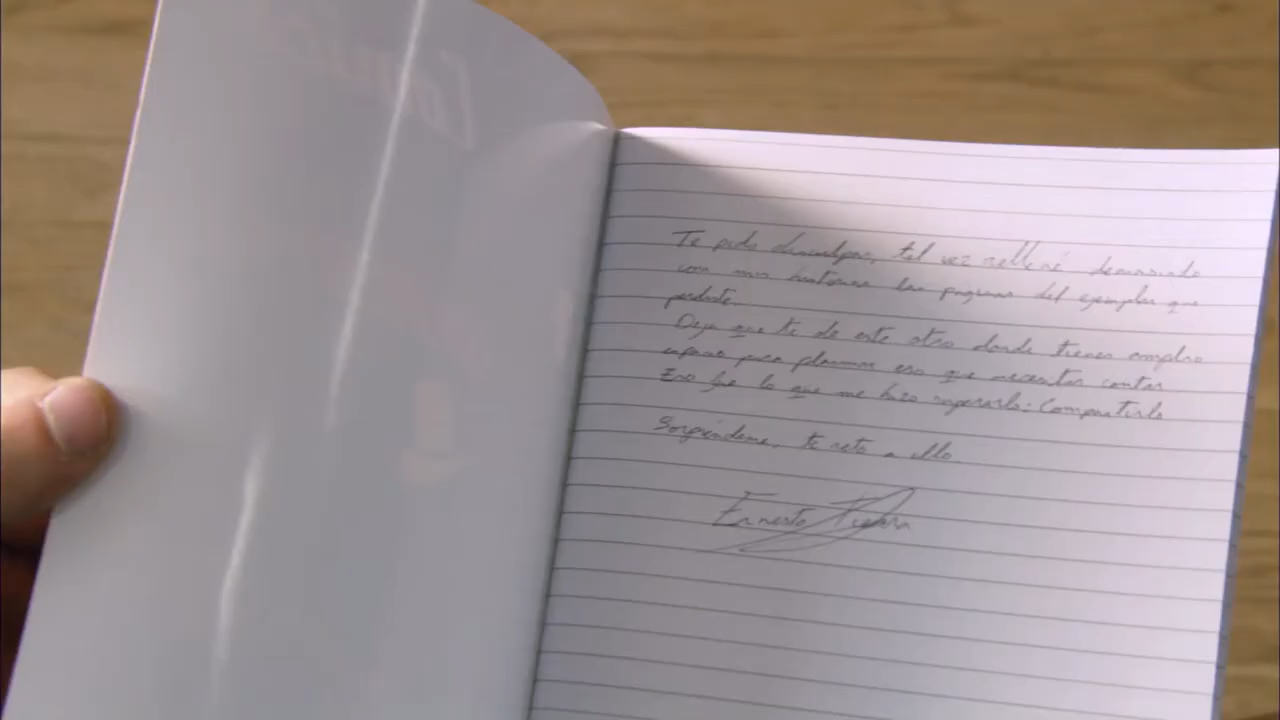 Te pido disculpas, tal vez rellené demasiado
con mis historias las paginas del ejemplar que
perdiste.
Deja que te de este otro donde tienes amplio
espacio para plasmar eso que necesitas contar
Eso fue lo que me hizo superarlo: Compartirlo
Sorpréndeme, te reto a ello
Ernesto